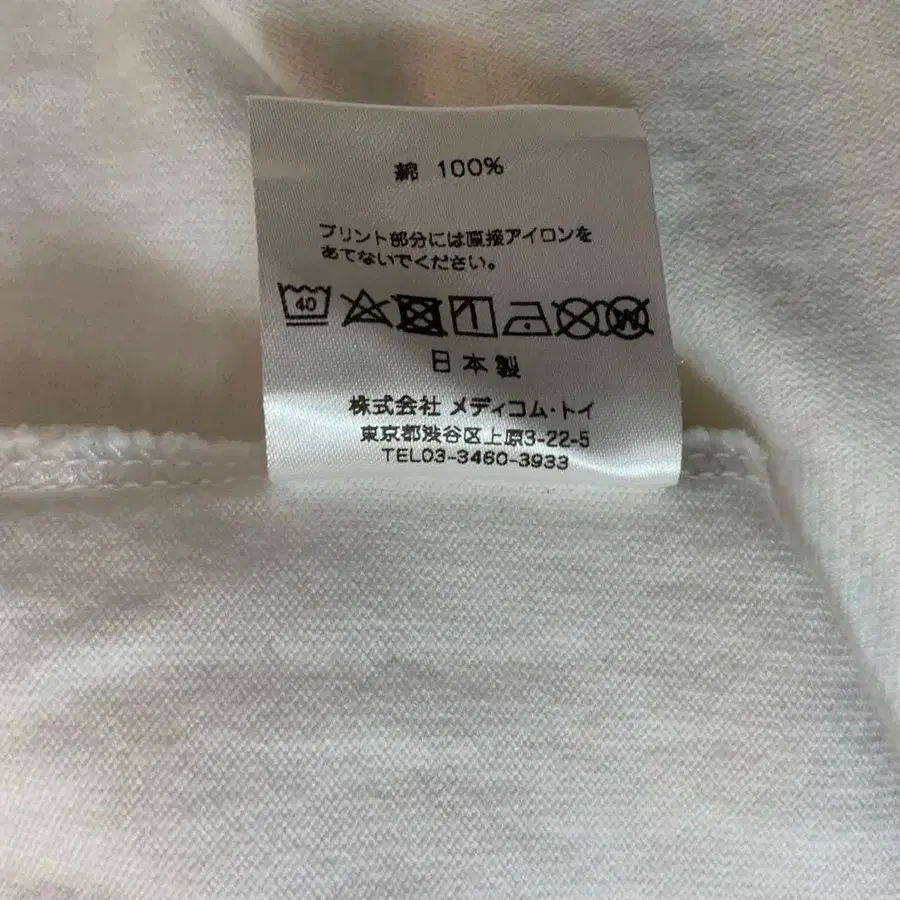 綿 100%
プリント部分には直接アイロンを
あてないでください。
40
W
日本製
株式会社 メディコム・トイ
東京都渋谷区上原3-22-5
TEL03-3460-3933